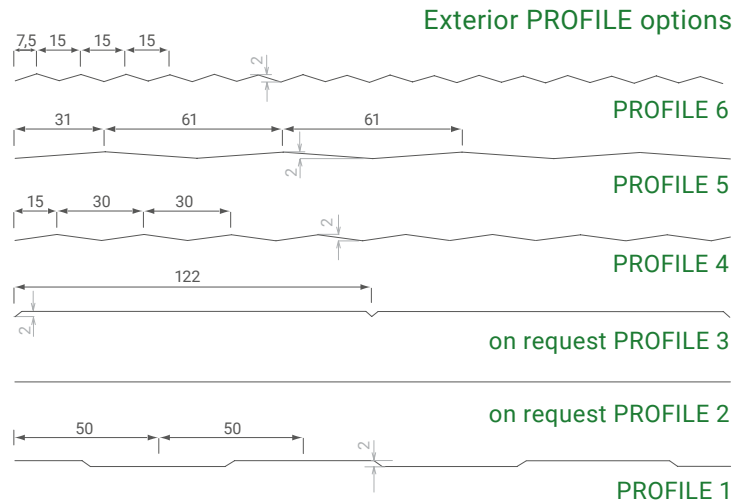 Exterior PROFILE options
7,5 15 15 15
2
PROFILE 6
31 61 61
2
PROFILE 5
15 30 30
2
PROFILE 4
122
2
on request PROFILE 3
on request PROFILE 2
50 50
2
PROFILE 1